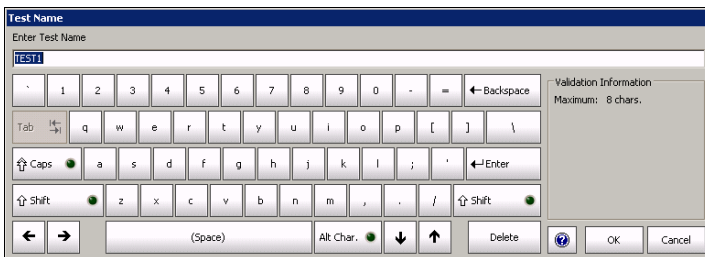 Test Name
Enter Test Name
TEST1
` 1 2 3 4 5 6 7 8 9 0 - = Backspace
Validation Information
Maximum: 8 chars.
Tab q w e r t y u i o p [ ] \
Caps a s d f g h j k l ; ' Enter
Shift z x c v b n m , . / Shift
(Space) Alt Char. Delete
? OK Cancel